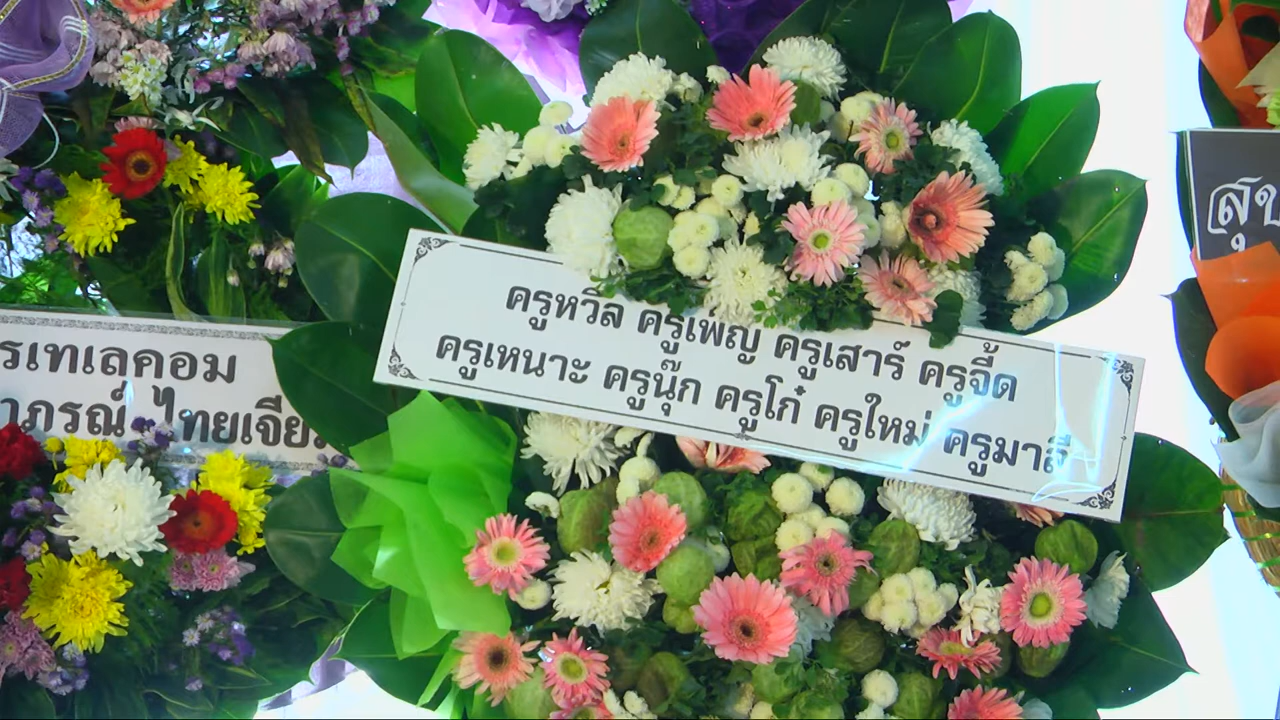 ครูหวีล ครูเพ็ญ ครูเสาร์ ครูจี้ด
ครูเหนาะ ครูนุ๊ก ครูโก๋ ครูใหม่ ครูมาลี
รเทเลคอม
าภรณ์ ไทยเจีย
สุข